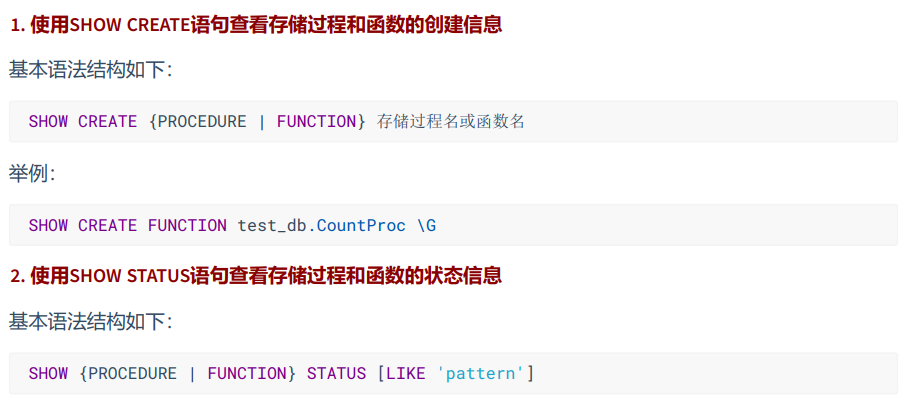 1. 使用SHOW CREATE语句查看存储过程和函数的创建信息
基本语法结构如下：
SHOW CREATE {PROCEDURE | FUNCTION} 存储过程名或函数名
举例：
SHOW CREATE FUNCTION test_db.CountProc \G
2. 使用SHOW STATUS语句查看存储过程和函数的状态信息
基本语法结构如下：
SHOW {PROCEDURE | FUNCTION} STATUS [LIKE 'pattern']